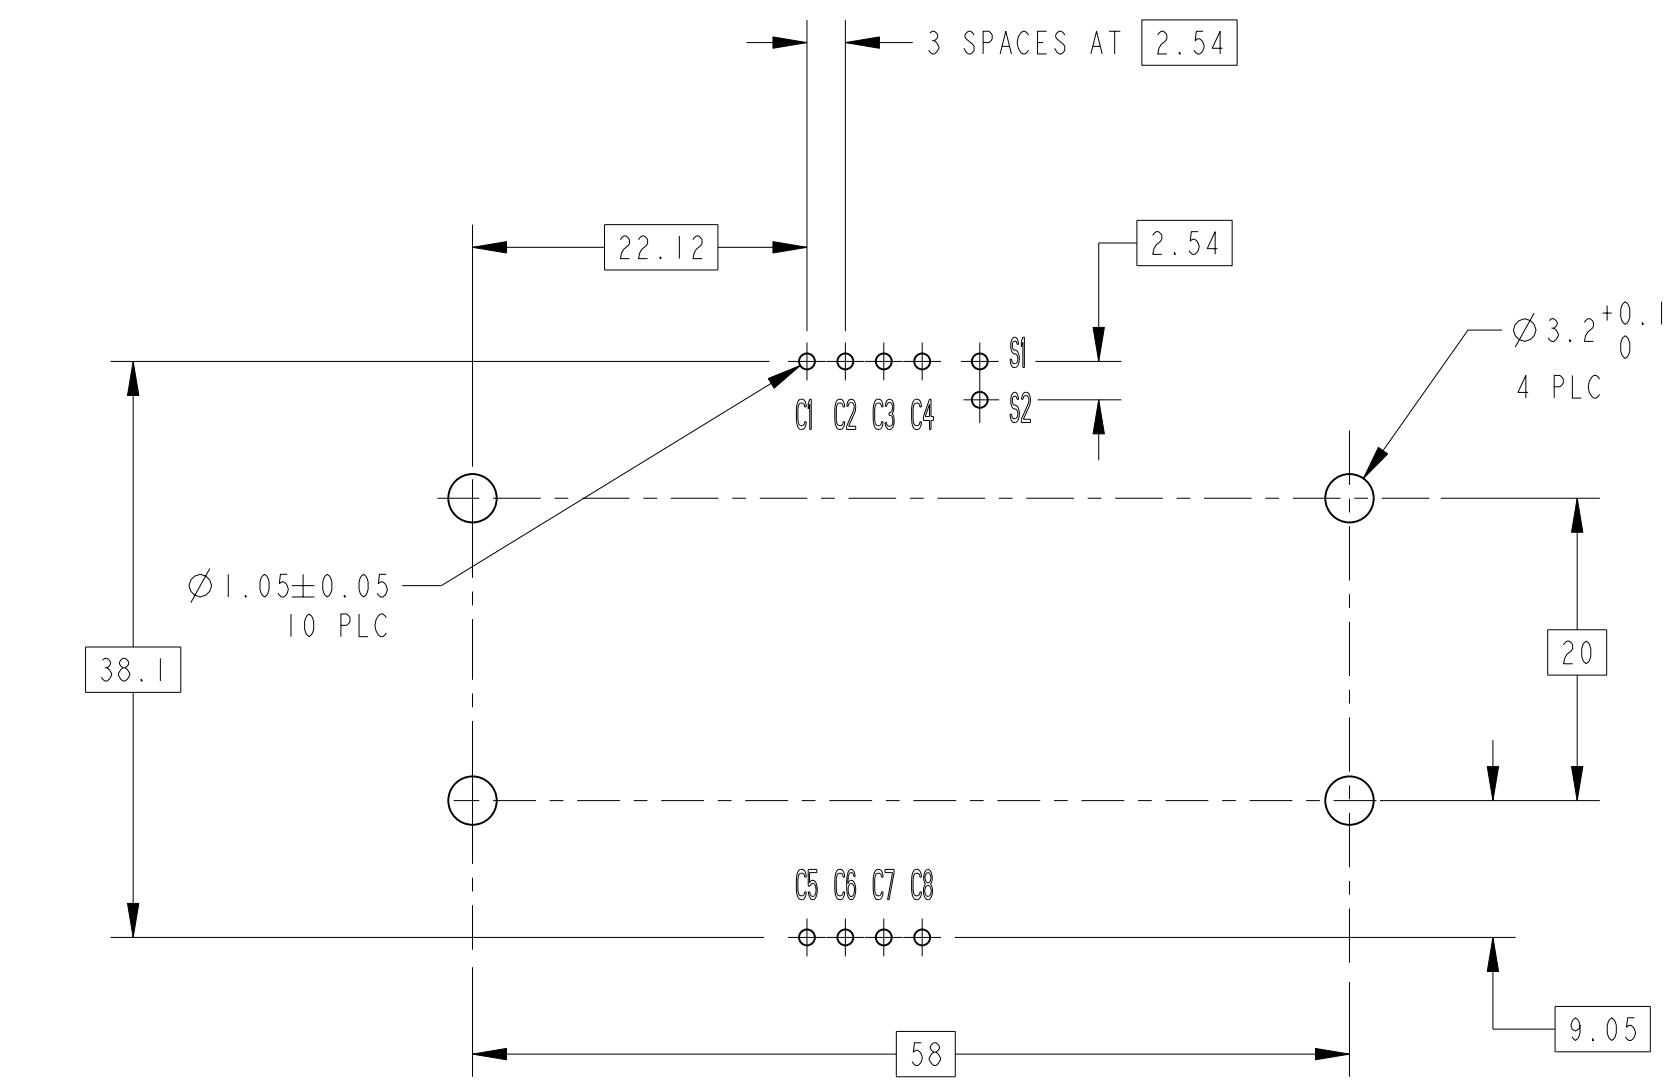 3 SPACES AT 2.54
22.12
2.54
Ø3.2 +0.1
0
4 PLC
S1
C1 C2 C3 C4 S2
Ø1.05±0.05
10 PLC
38.1
20
C5 C6 C7 C8
9.05
58